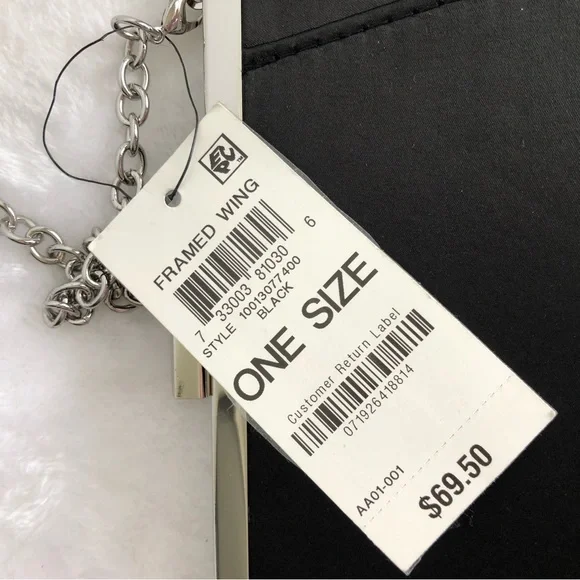 EPC™
FRAMED WING
7 33003 81030 6
STYLE 10013077400
BLACK
ONE SIZE
Customer Return Label
071926418814
AA01-001
$69.50